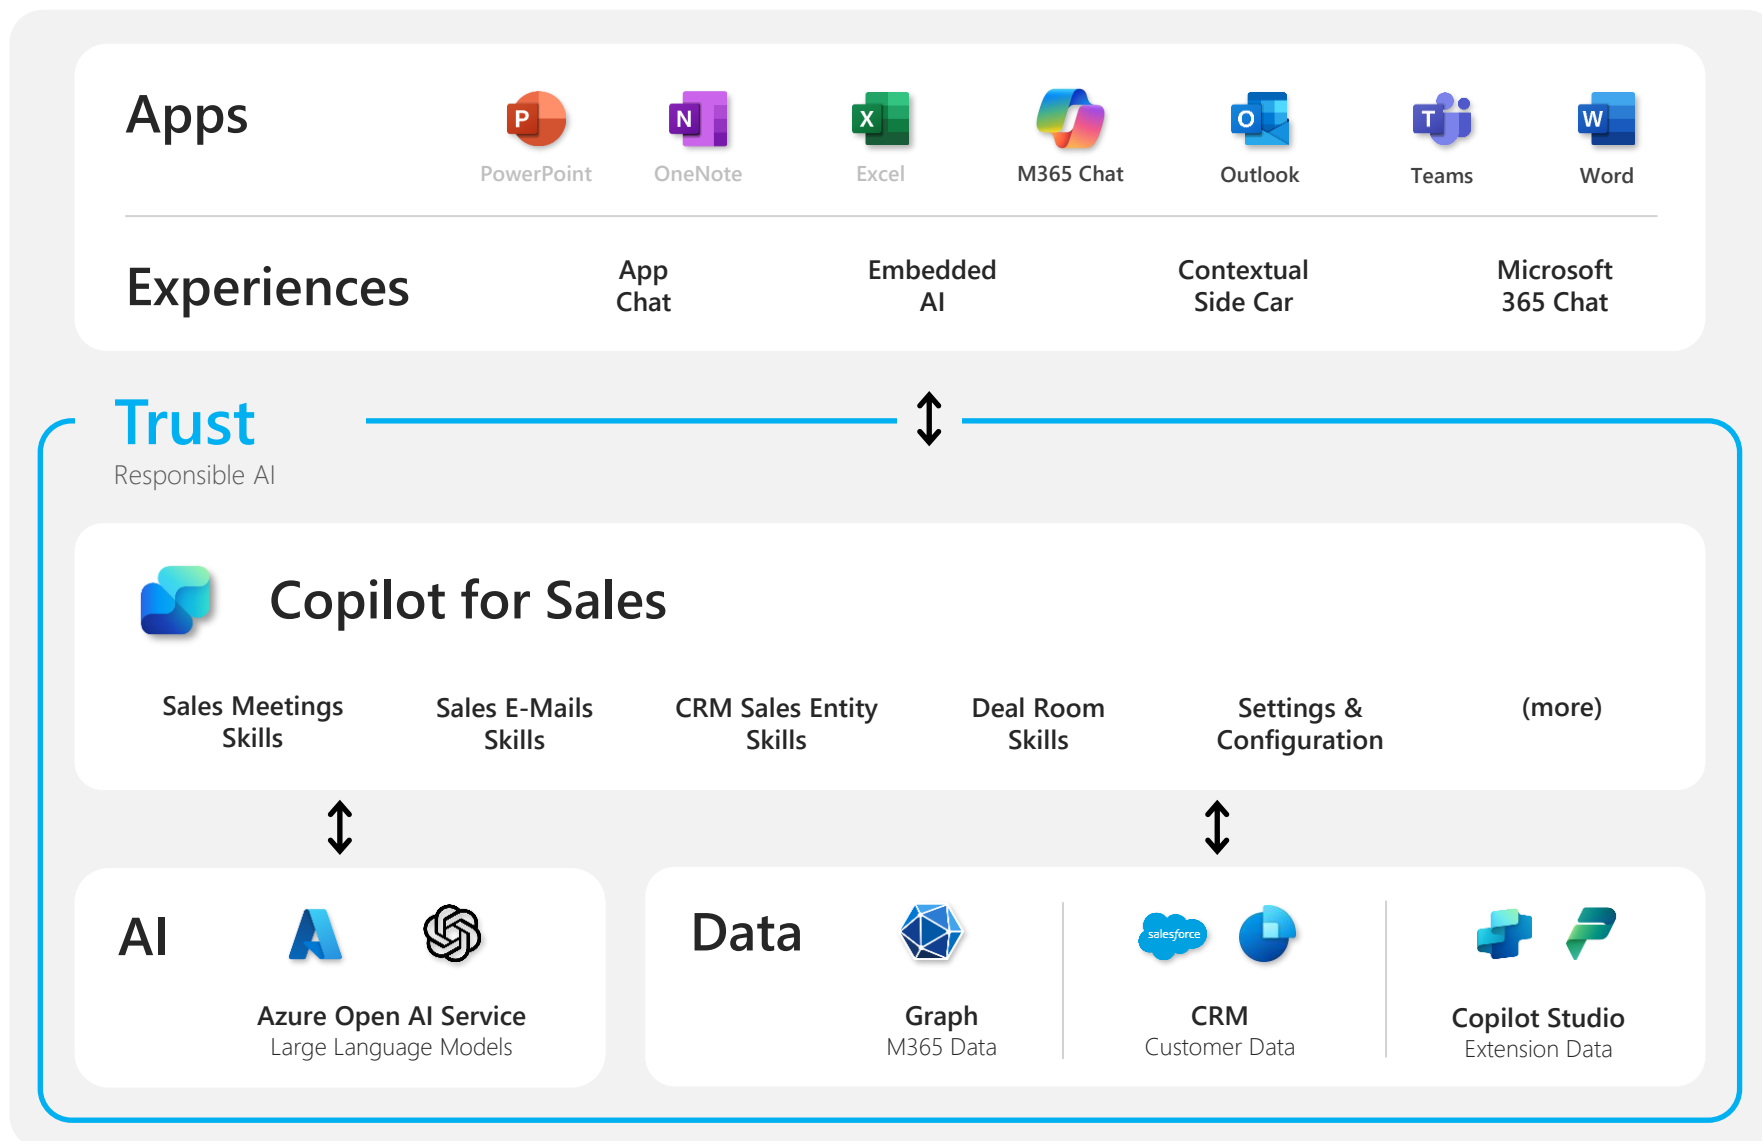 Apps
P
N
X
O
T
W
PowerPoint
OneNote
Excel
M365 Chat
Outlook
Teams
Word
Experiences
App
Chat
Embedded
AI
Contextual
Side Car
Microsoft
365 Chat
Trust
Responsible AI
Copilot for Sales
Sales Meetings
Skills
Sales E-Mails
Skills
CRM Sales Entity
Skills
Deal Room
Skills
Settings &
Configuration
(more)
AI
Azure Open AI Service
Large Language Models
Data
Graph
M365 Data
salesforce
CRM
Customer Data
Copilot Studio
Extension Data